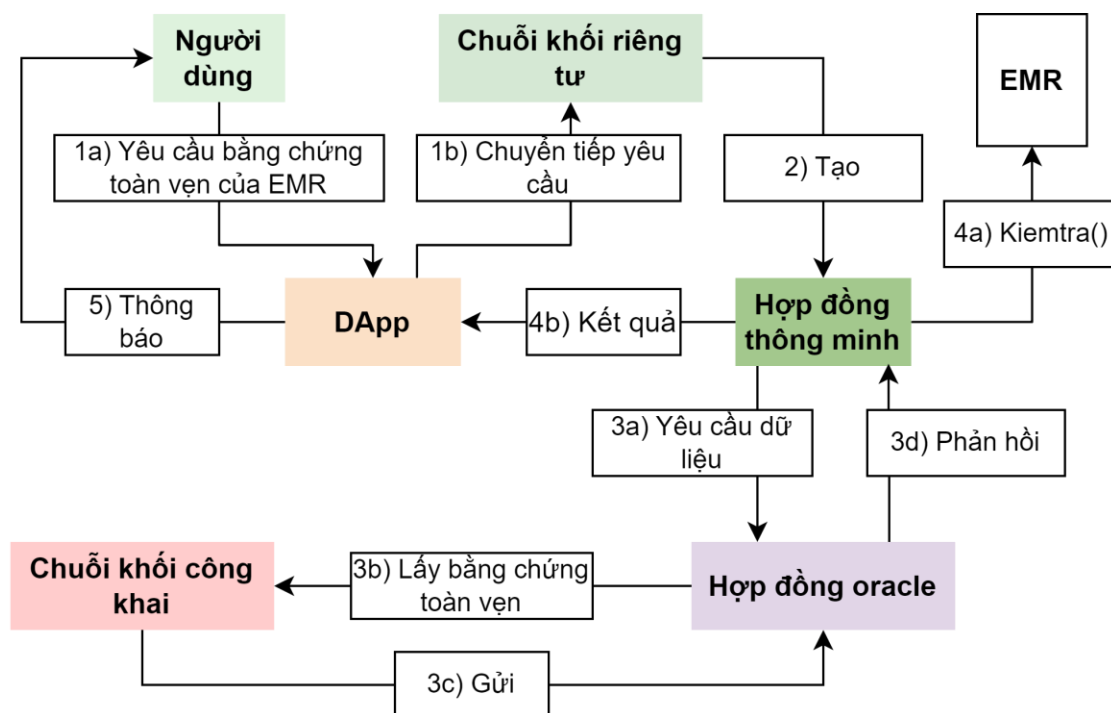 Người
dùng
Chuỗi khối riêng
tư
EMR
1a) Yêu cầu bằng chứng
toàn vẹn của EMR
1b) Chuyển tiếp yêu
cầu
2) Tạo
4a) Kiemtra()
5) Thông
báo
DApp
4b) Kết quả
Hợp đồng
thông minh
3a) Yêu cầu dữ
liệu
3d) Phản hồi
Chuỗi khối công
khai
3b) Lấy bằng chứng
toàn vẹn
Hợp đồng oracle
3c) Gửi